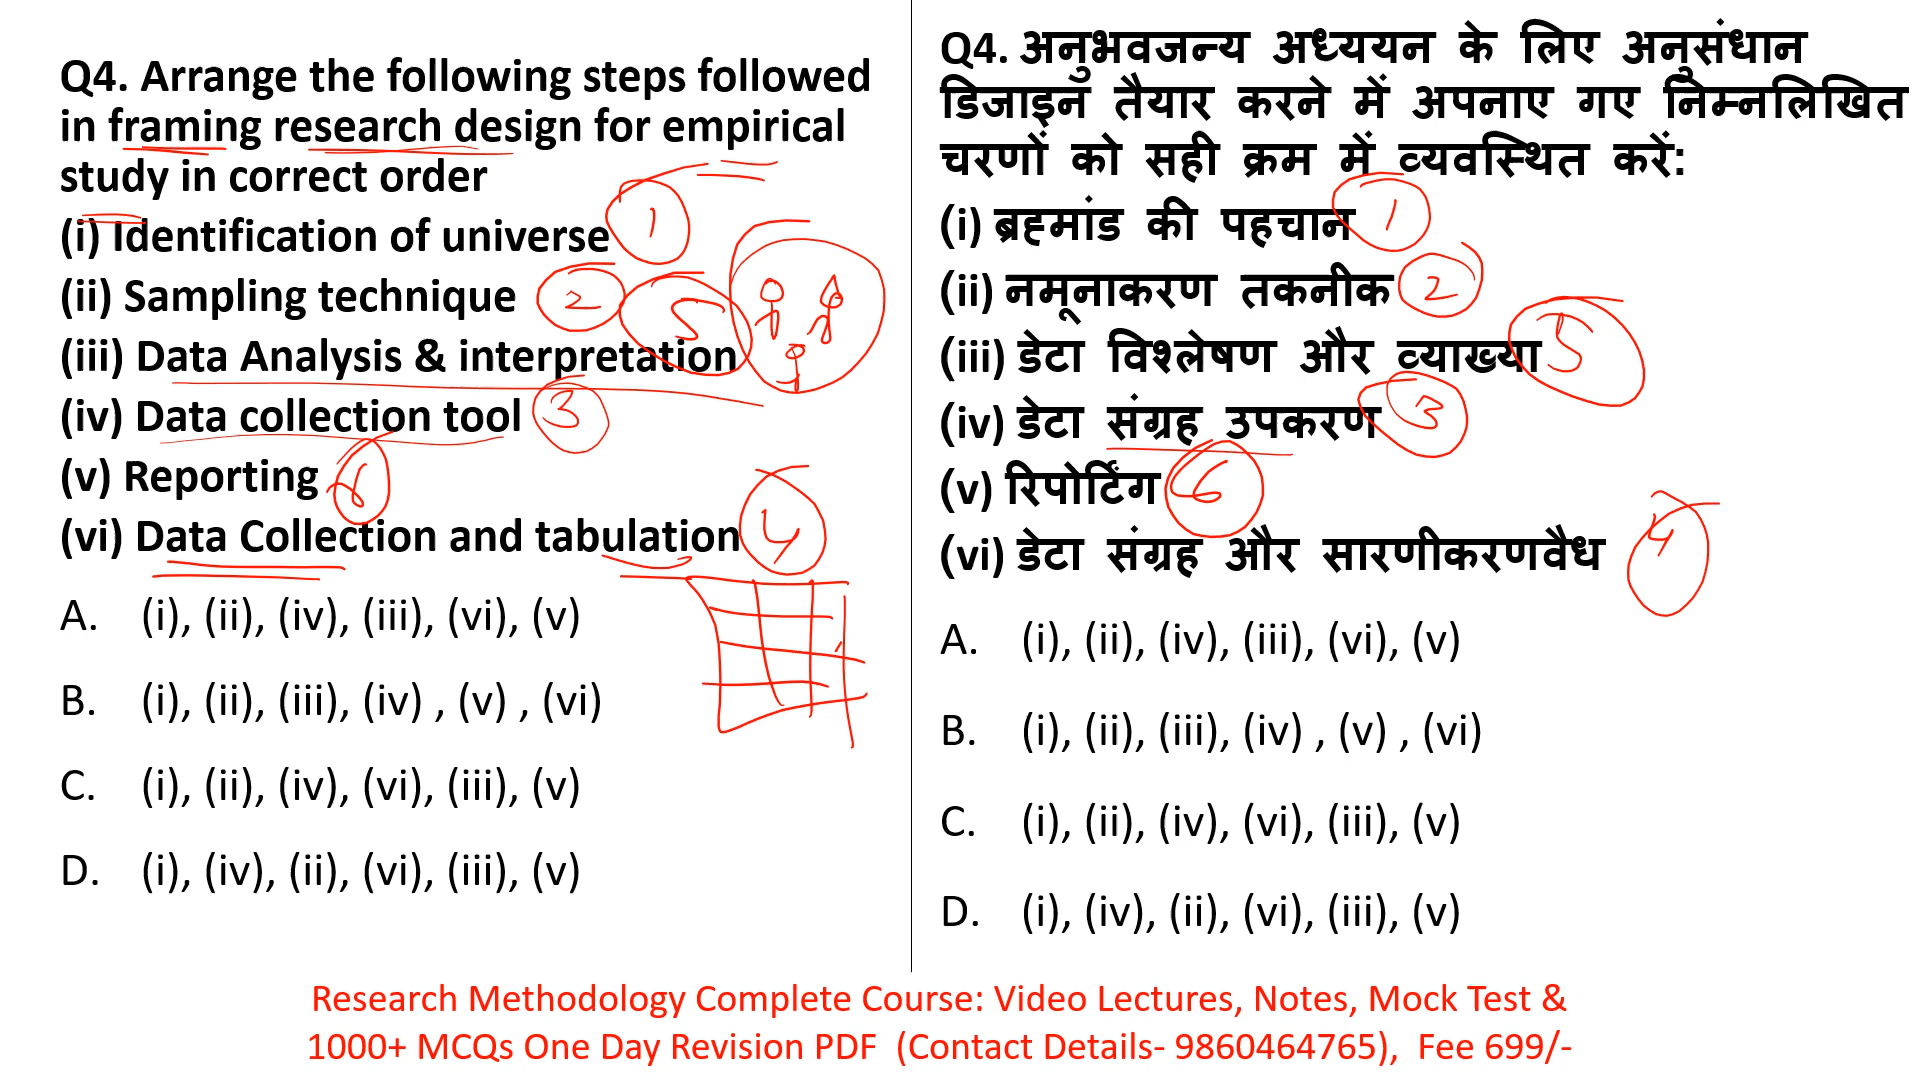 Q4. Arrange the following steps followed
in framing research design for empirical
study in correct order
(i) Identification of universe 1
(ii) Sampling technique 2
(iii) Data Analysis & interpretation 5
(iv) Data collection tool 3
(v) Reporting 6
(vi) Data Collection and tabulation 4
A. (i), (ii), (iv), (iii), (vi), (v)
B. (i), (ii), (iii), (iv) , (v) , (vi)
C. (i), (ii), (iv), (vi), (iii), (v)
D. (i), (iv), (ii), (vi), (iii), (v)
Q4. अनुभवजन्य अध्ययन के लिए अनुसंधान
डिजाइन तैयार करने में अपनाए गए निम्नलिखित
चरणों को सही क्रम में व्यवस्थित करें:
(i) ब्रह्मांड की पहचान 1
(ii) नमूनाकरण तकनीक 2
(iii) डेटा विश्लेषण और व्याख्या 5
(iv) डेटा संग्रह उपकरण 3
(v) रिपोर्टिंग 6
(vi) डेटा संग्रह और सारणीकरणवैध 4
A. (i), (ii), (iv), (iii), (vi), (v)
B. (i), (ii), (iii), (iv) , (v) , (vi)
C. (i), (ii), (iv), (vi), (iii), (v)
D. (i), (iv), (ii), (vi), (iii), (v)
Research Methodology Complete Course: Video Lectures, Notes, Mock Test &
1000+ MCQs One Day Revision PDF (Contact Details- 9860464765), Fee 699/-